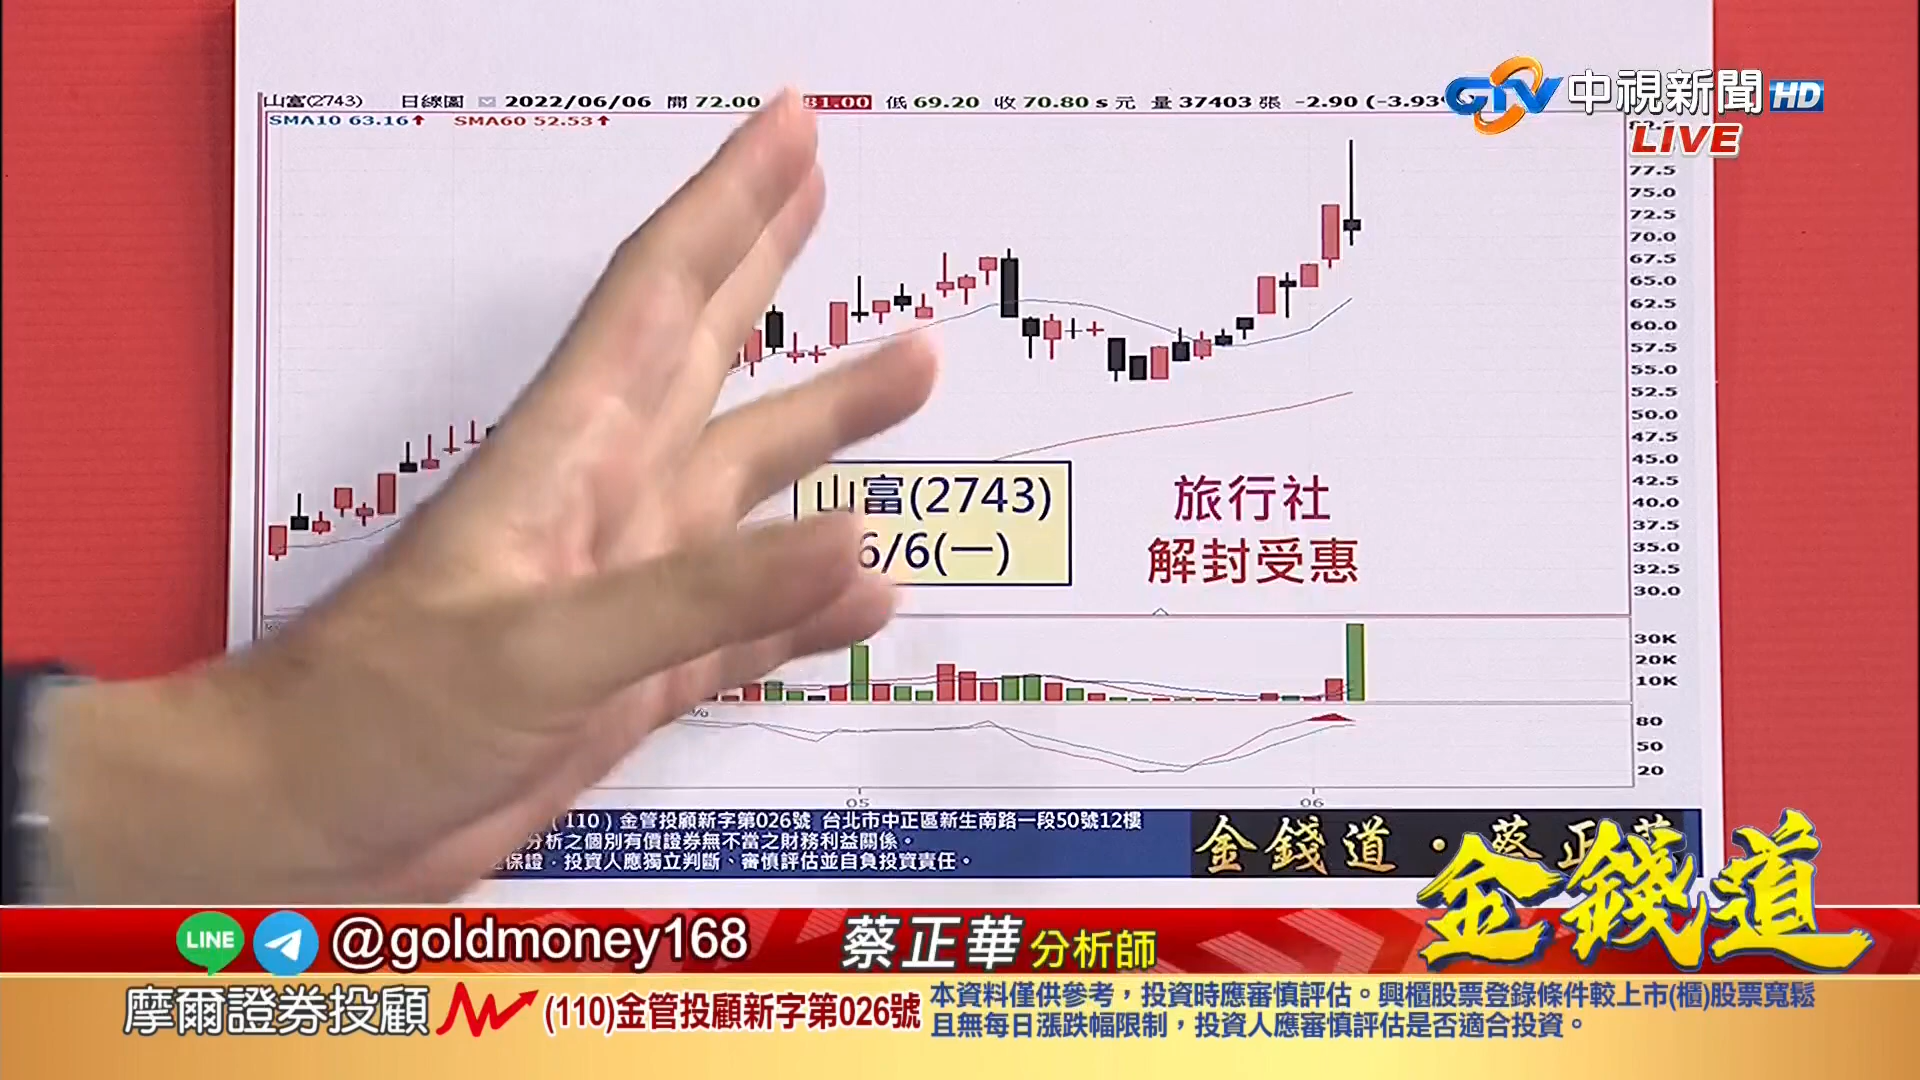 山富(2743) 日線圖 2022/06/06 開 72.00 81.00 低 69.20 收 70.80 s 元 量 37403 張 -2.90 (-3.93%
SMA10 63.16↑ SMA60 52.53↑
CTV 中視新聞 HD
LIVE
77.5
75.0
72.5
70.0
67.5
65.0
62.5
60.0
57.5
55.0
52.5
50.0
47.5
45.0
42.5
40.0
37.5
35.0
32.5
30.0
山富(2743)
6/6(一)
旅行社
解封受惠
30K
20K
10K
80
50
20
05 06
(110)金管投顧新字第026號 台北市中正區新生南路一段50號12樓
分析之個別有價證券無不當之財務利益關係。
保證．投資人應獨立判斷、審慎評估並自負投資責任。
金錢道・蔡正華
金錢道
LINE @goldmoney168 蔡正華 分析師
摩爾證券投顧 (110)金管投顧新字第026號
本資料僅供參考，投資時應審慎評估。興櫃股票登錄條件較上市(櫃)股票寬鬆
且無每日漲跌幅限制，投資人應審慎評估是否適合投資。